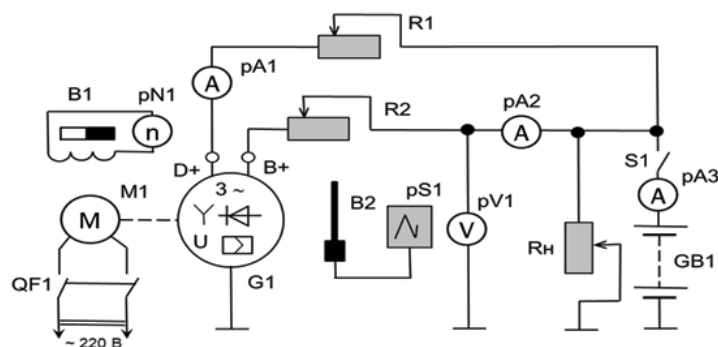 R1
pA1
A
B1
pN1
n
R2
pA2
A
D+
B+
S1
pA3
A
M1
M
3 ~
U
G1
B2
pS1
pV1
V
Rн
GB1
QF1
~ 220 В